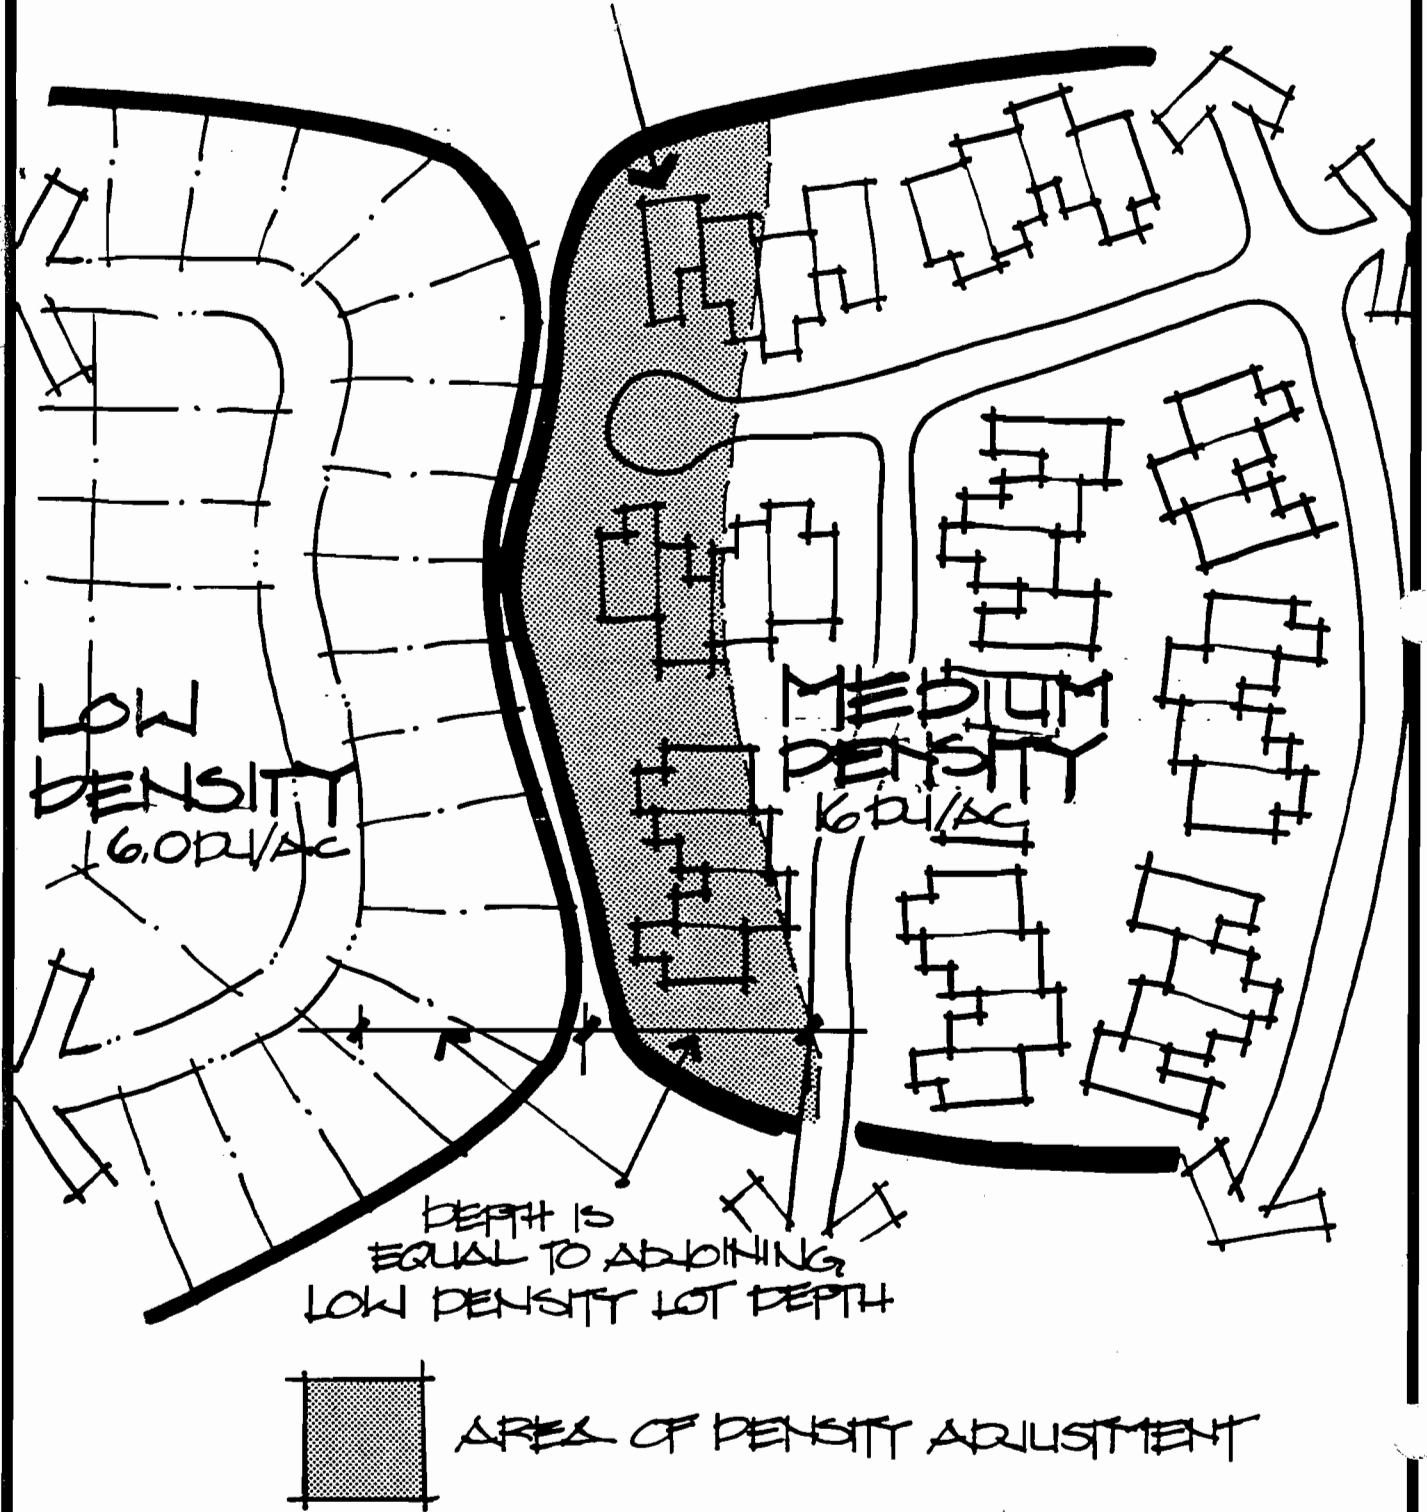 LOW
DENSITY
6.0 DU/AC
MEDIUM
DENSITY
16 DU/AC
DEPTH IS
EQUAL TO ADJOINING
LOW DENSITY LOT DEPTH
AREA OF DENSITY ADJUSTMENT